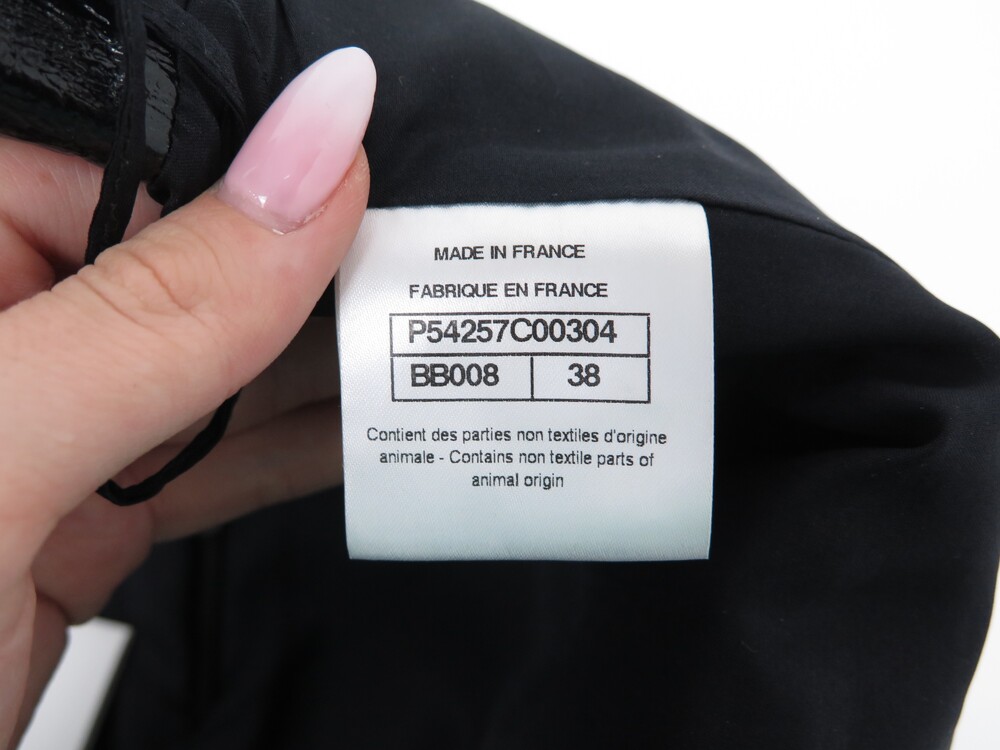 MADE IN FRANCE
FABRIQUE EN FRANCE
P54257C00304
BB008 38
Contient des parties non textiles d'origine
animale - Contains non textile parts of
animal origin